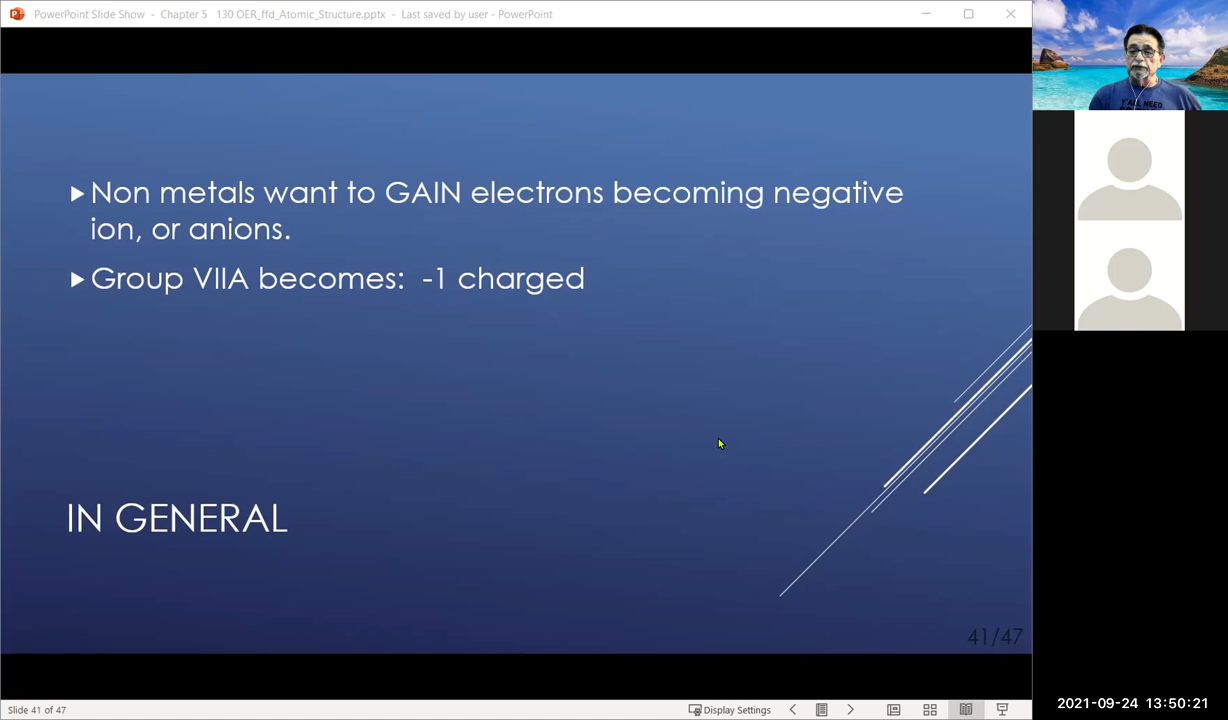 PowerPoint Slide Show - Chapter 5 130 OER_ffd_Atomic_Structure.pptx - Last saved by user - PowerPoint
Y'ALL NEED
Non metals want to GAIN electrons becoming negative
ion, or anions.
Group VIIA becomes: -1 charged
IN GENERAL
41/47
Slide 41 of 47
Display Settings
2021-09-24 13:50:21